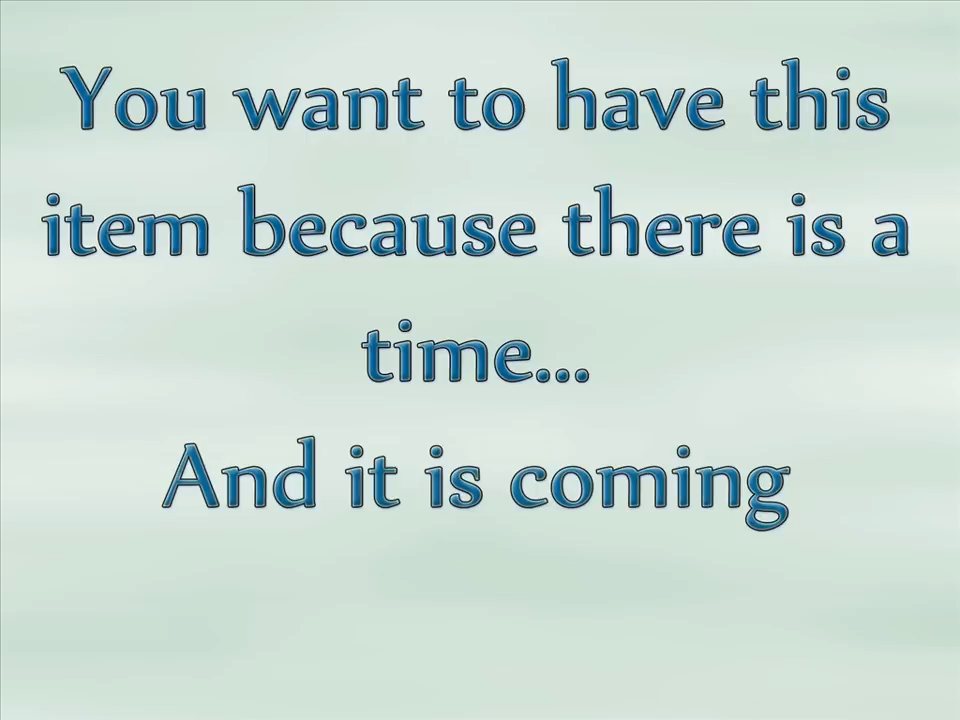 You want to have this
item because there is a
time...
And it is coming